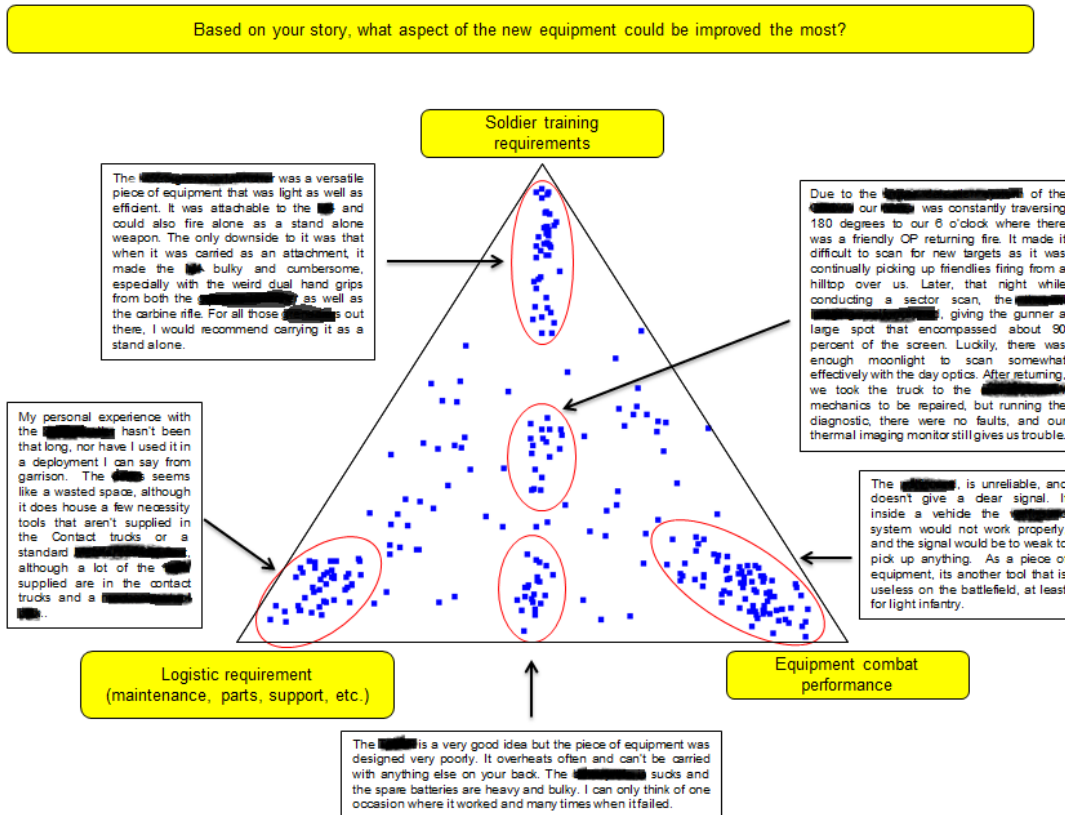 Based on your story, what aspect of the new equipment could be improved the most?
Soldier training
requirements
The was a versatile
piece of equipment that was light as well as
efficient. It was attachable to the and
could also fire alone as a stand alone
weapon. The only downside to it was that
when it was carried as an attachment, it
made the bulky and cumbersome,
especially with the weird dual hand grips
from both the as well as
the carbine rifle. For all those out
there, I would recommend carrying it as a
stand alone.
Due to the of the
our was constantly traversing
180 degrees to our 6 o'clock where there
was a friendly OP returning fire. It made it
difficult to scan for new targets as it was
continually picking up friendlies firing from a
hilltop over us. Later, that night while
conducting a sector scan, the
, giving the gunner a
large spot that encompassed about 90
percent of the screen. Luckily, there was
enough moonlight to scan somewhat
effectively with the day optics. After returning,
we took the truck to the
mechanics to be repaired, but running the
diagnostic, there were no faults, and our
thermal imaging monitor still gives us trouble.
My personal experience with
the hasn't been
that long, nor have I used it in
a deployment I can say from
garrison. The seems
like a wasted space, although
it does house a few necessity
tools that aren't supplied in
the Contact trucks or a
standard ,
although a lot of the
supplied are in the contact
trucks and a
..
The , is unreliable, and
doesn't give a clear signal. If
inside a vehicle the
system would not work properly
and the signal would be to weak to
pick up anything. As a piece of
equipment, its another tool that is
useless on the battlefield, at least
for light infantry.
Logistic requirement
(maintenance, parts, support, etc.)
Equipment combat
performance
The is a very good idea but the piece of equipment was
designed very poorly. It overheats often and can't be carried
with anything else on your back. The sucks and
the spare batteries are heavy and bulky. I can only think of one
occasion where it worked and many times when it failed.